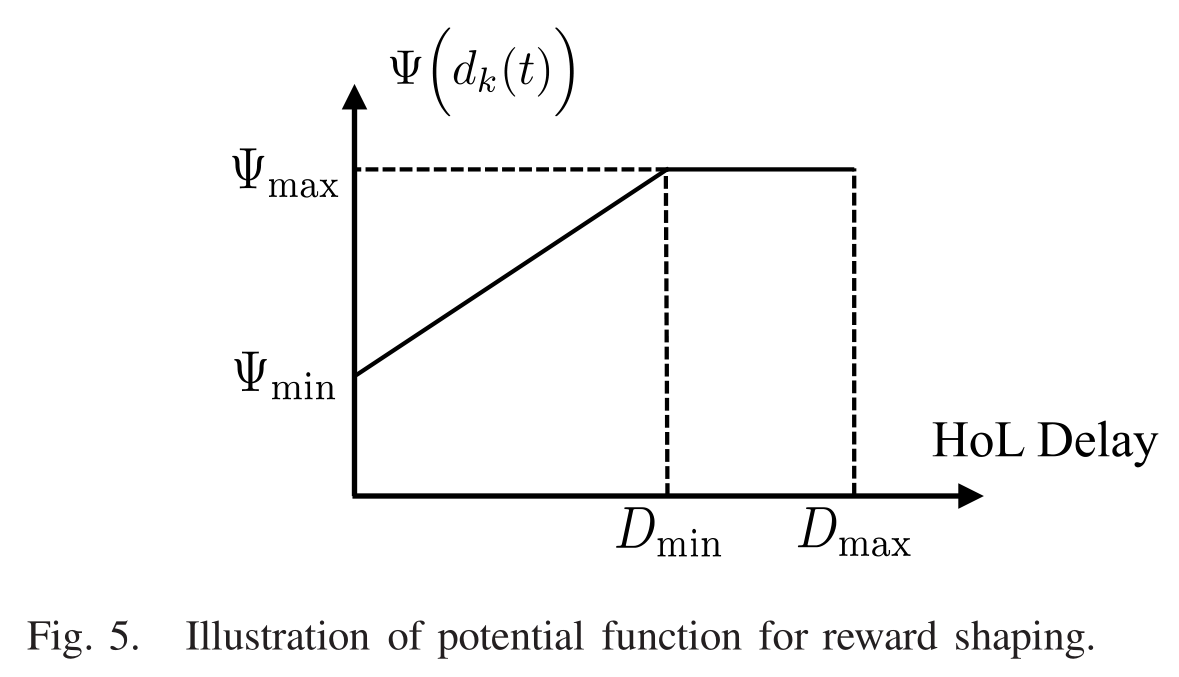 Ψ(d_k(t))
Ψ_max
Ψ_min
HoL Delay
D_min D_max
Fig. 5. Illustration of potential function for reward shaping.